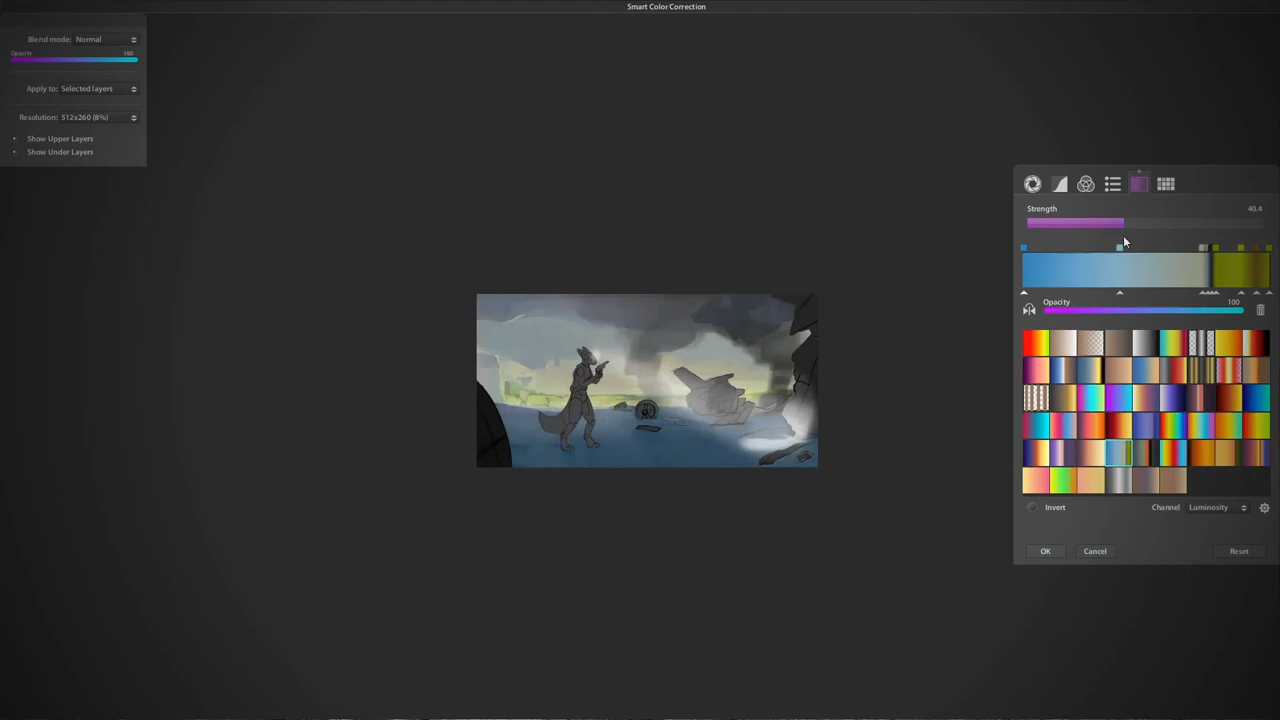 Smart Color Correction
Blend mode: Normal
Opacity 100
Apply to: Selected layers
Resolution: 512x260 (8%)
Show Upper Layers
Show Under Layers
Strength 40,4
Opacity 100
Invert Channel Luminosity
OK Cancel Reset